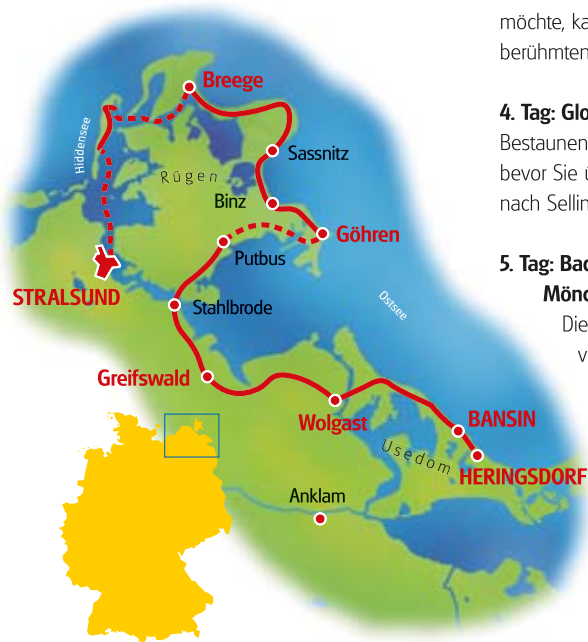 möchte, ka
berühmten
4. Tag: Glo
Bestaunen
bevor Sie ü
nach Sellin
5. Tag: Bac
Mönc
Die
v
Breege
Hiddensee
Sassnitz
Rügen
Binz
Göhren
Putbus
STRALSUND
Stahlbrode
Ostsee
Greifswald
Wolgast
BANSIN
Usedom
HERINGSDORF
Anklam